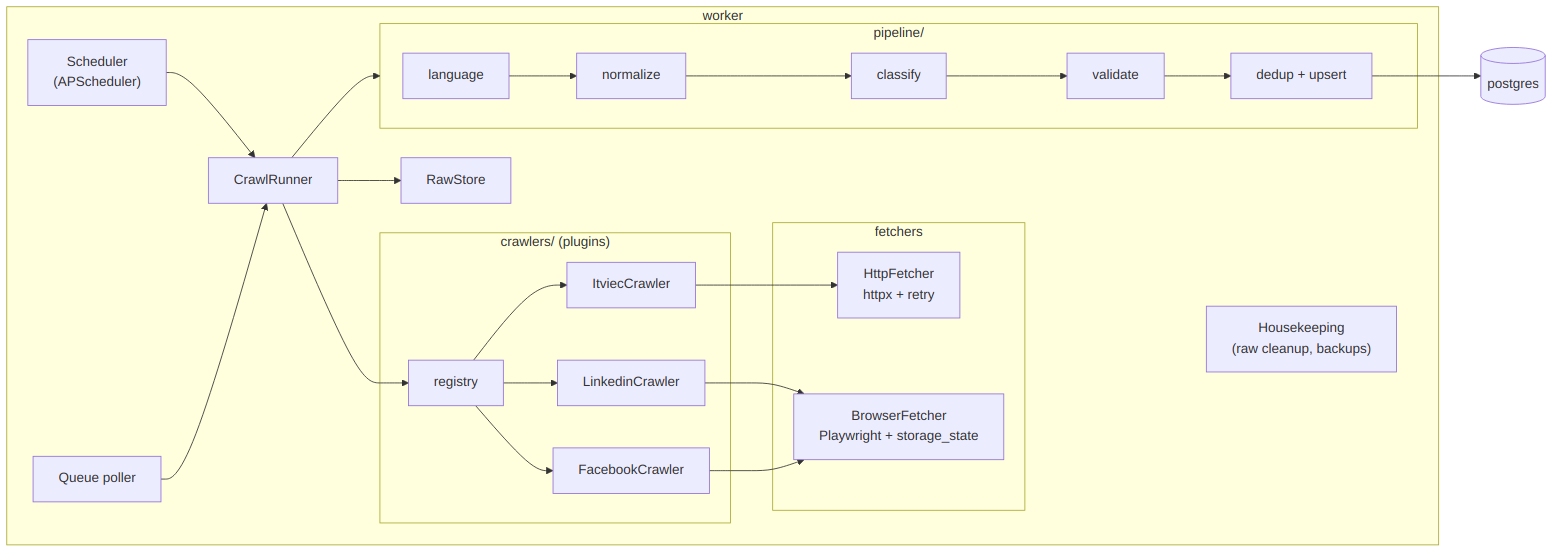 worker
pipeline/
Scheduler
(APScheduler)
language
normalize
classify
validate
dedup + upsert
postgres
CrawlRunner
RawStore
crawlers/ (plugins)
fetchers
ItviecCrawler
HttpFetcher
httpx + retry
Housekeeping
(raw cleanup, backups)
registry
LinkedinCrawler
BrowserFetcher
Playwright + storage_state
FacebookCrawler
Queue poller